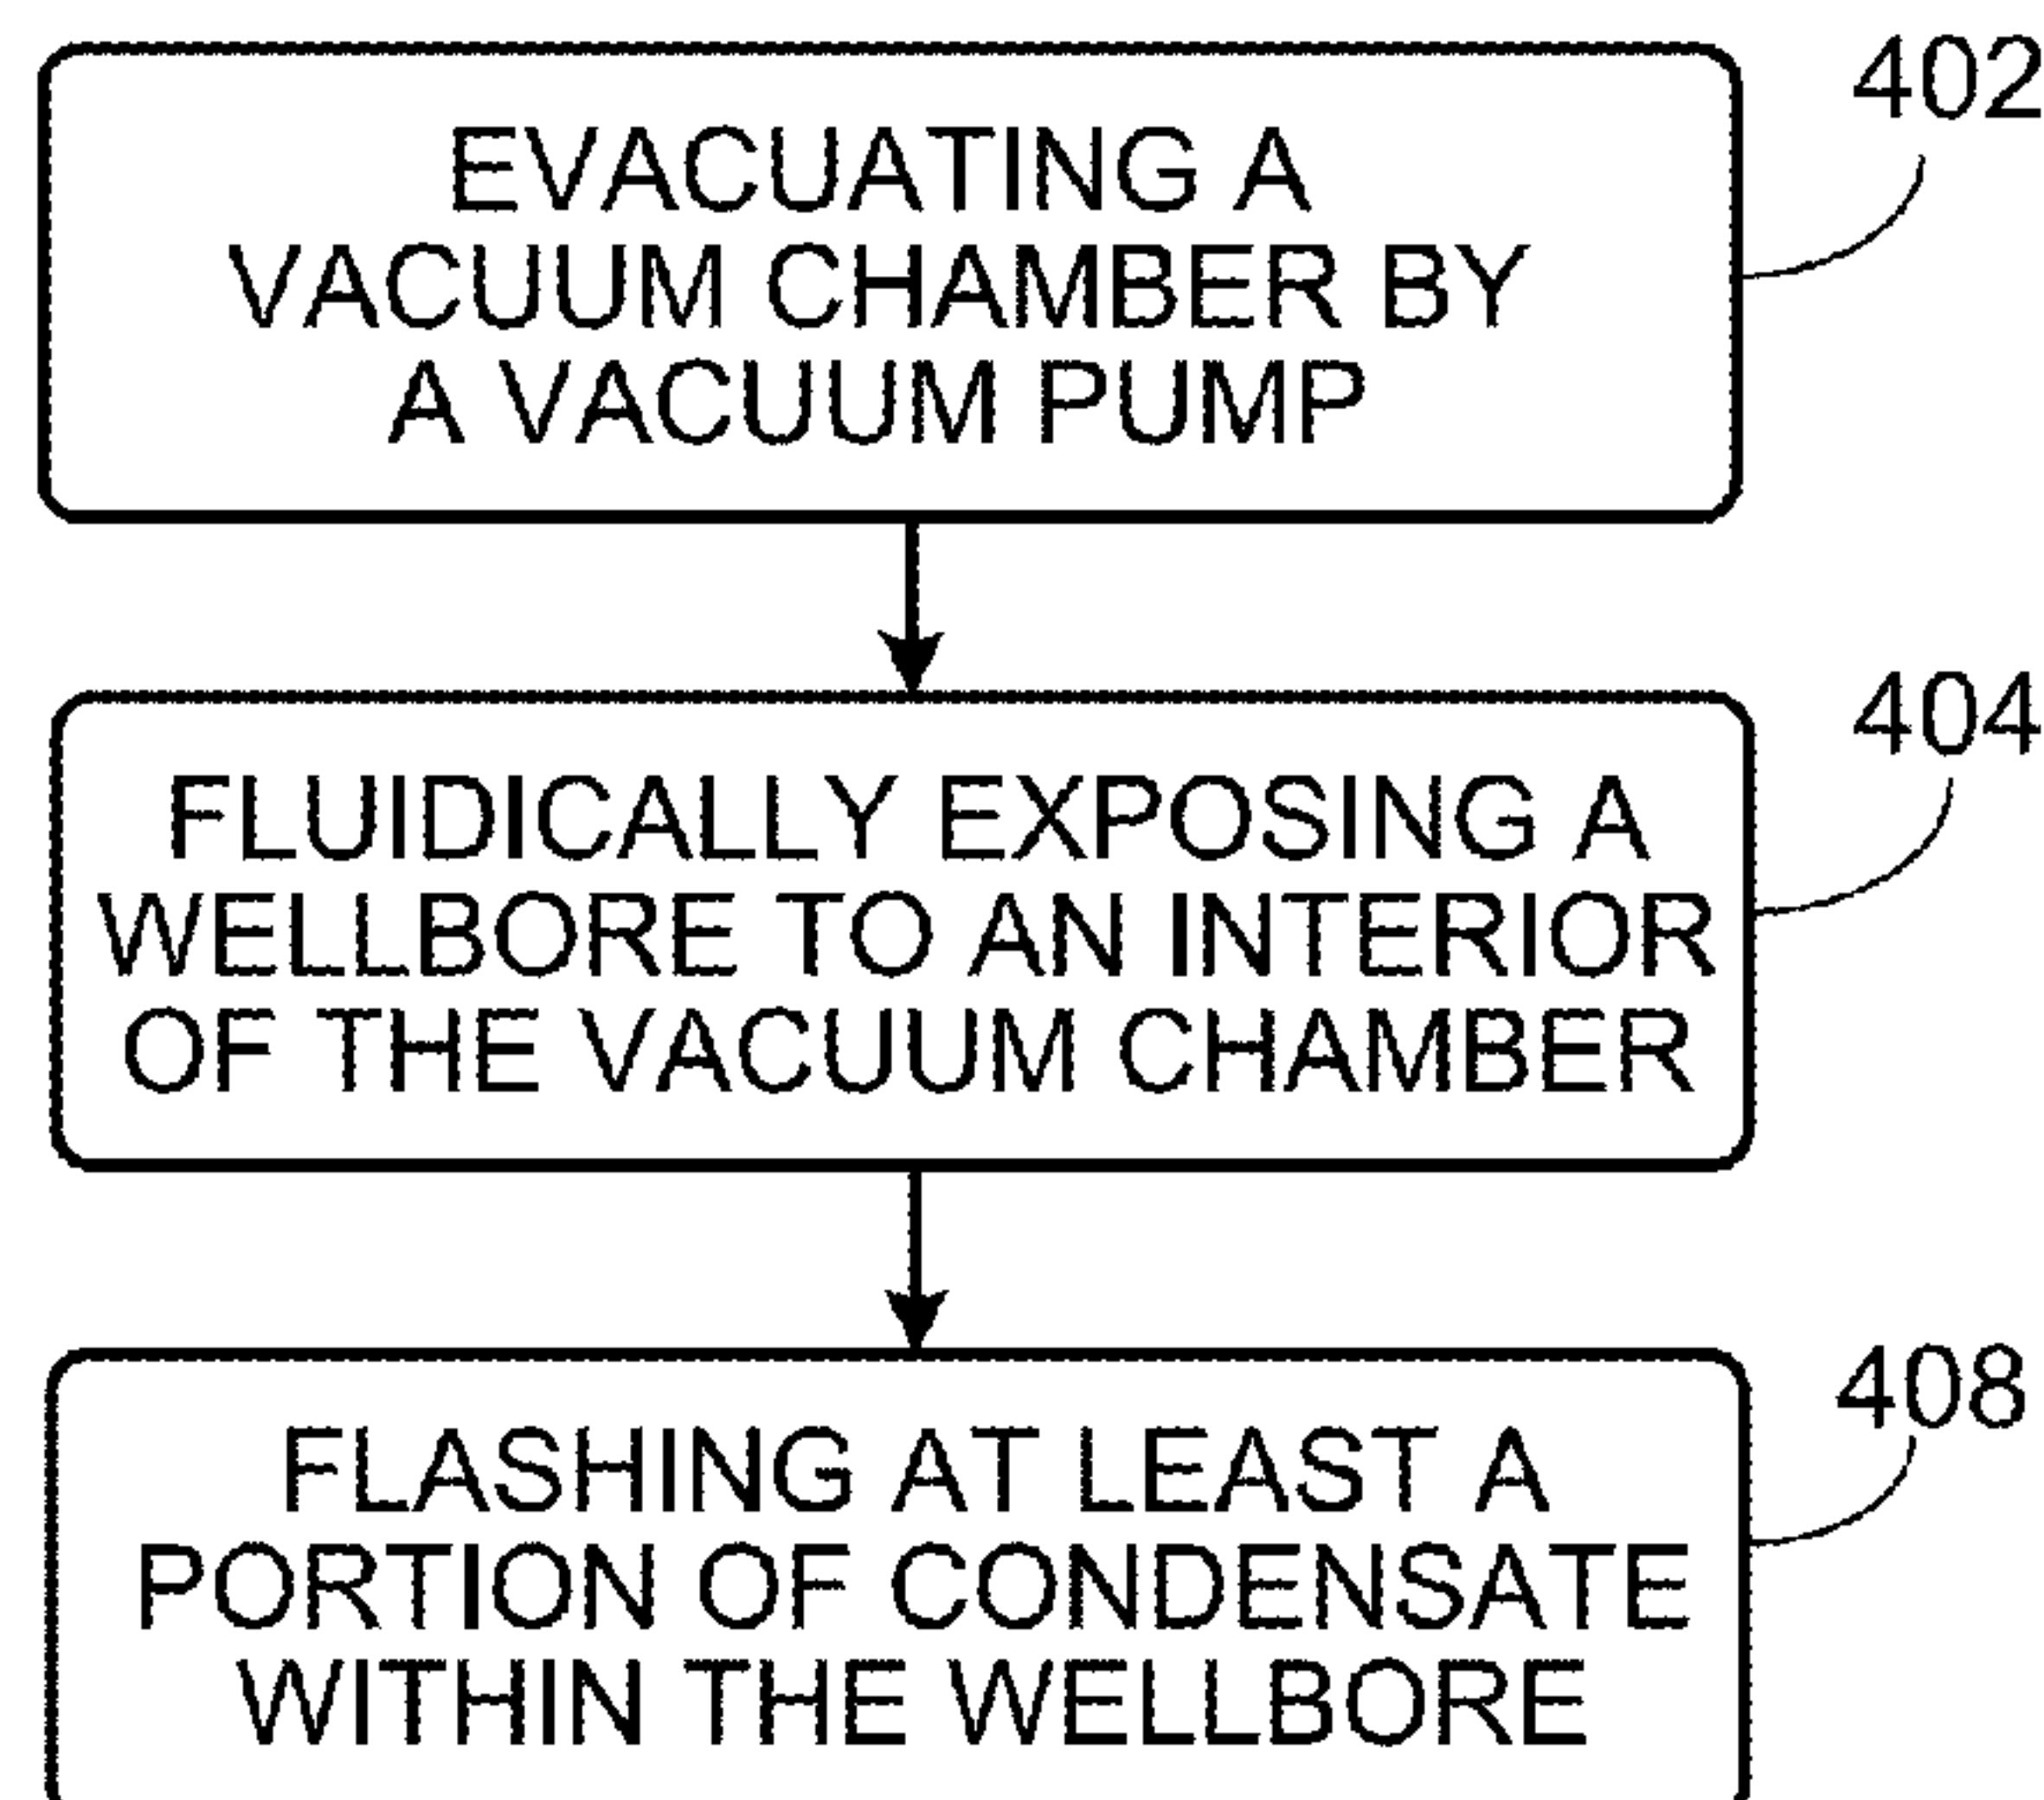 402
EVACUATING A
VACUUM CHAMBER BY
A VACUUM PUMP
404
FLUIDICALLY EXPOSING A
WELLBORE TO AN INTERIOR
OF THE VACUUM CHAMBER
408
FLASHING AT LEAST A
PORTION OF CONDENSATE
WITHIN THE WELLBORE